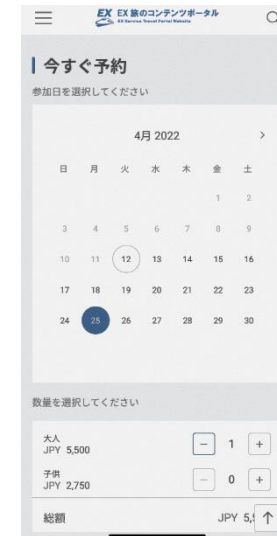 EX EX 旅のコンテンツポータル
EX Service Travel Portal Website
今すぐ予約
参加日を選択してください
4月 2022 >
日 月 火 水 木 金 土
1 2
3 4 5 6 7 8 9
10 11 12 13 14 15 16
17 18 19 20 21 22 23
24 25 26 27 28 29 30
数量を選択してください
大人
JPY 5,500
− 1 +
子供
JPY 2,750
− 0 +
総額 JPY